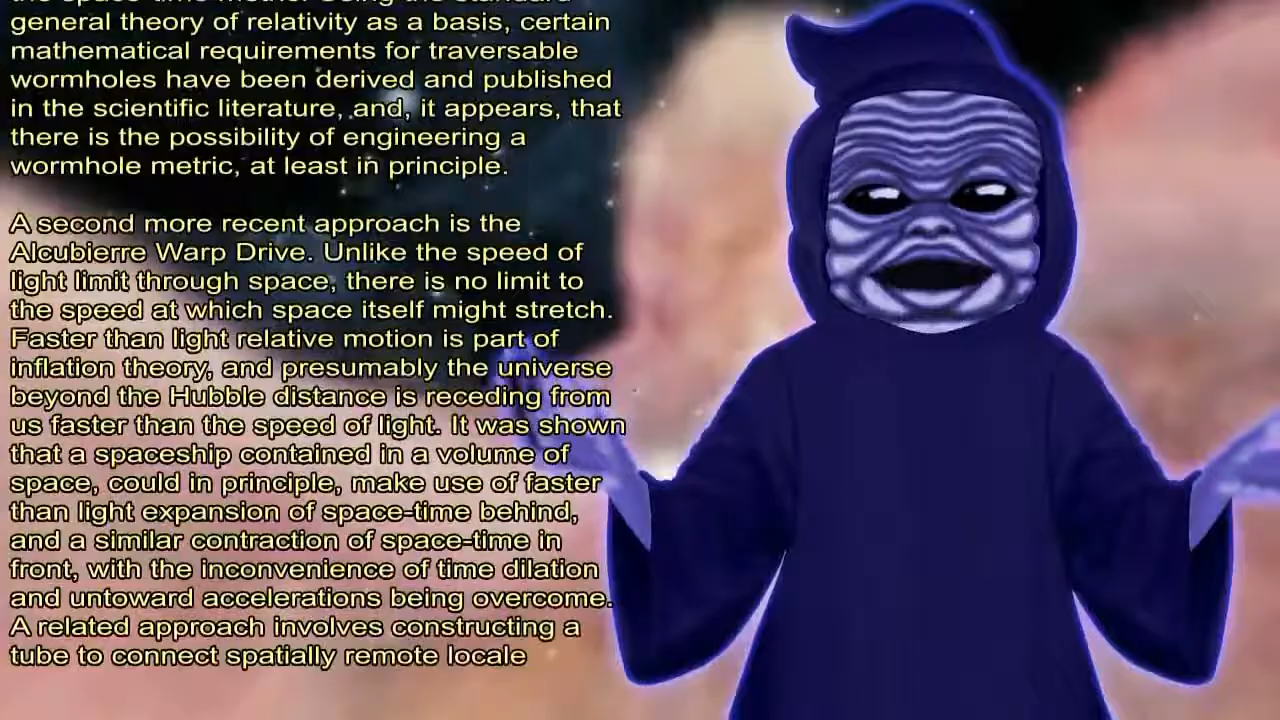 the space-time metric. Using the standard
general theory of relativity as a basis, certain
mathematical requirements for traversable
wormholes have been derived and published
in the scientific literature, and, it appears, that
there is the possibility of engineering a
wormhole metric, at least in principle.
A second more recent approach is the
Alcubierre Warp Drive. Unlike the speed of
light limit through space, there is no limit to
the speed at which space itself might stretch.
Faster than light relative motion is part of
inflation theory, and presumably the universe
beyond the Hubble distance is receding from
us faster than the speed of light. It was shown
that a spaceship contained in a volume of
space, could in principle, make use of faster
than light expansion of space-time behind,
and a similar contraction of space-time in
front, with the inconvenience of time dilation
and untoward accelerations being overcome.
A related approach involves constructing a
tube to connect spatially remote locale